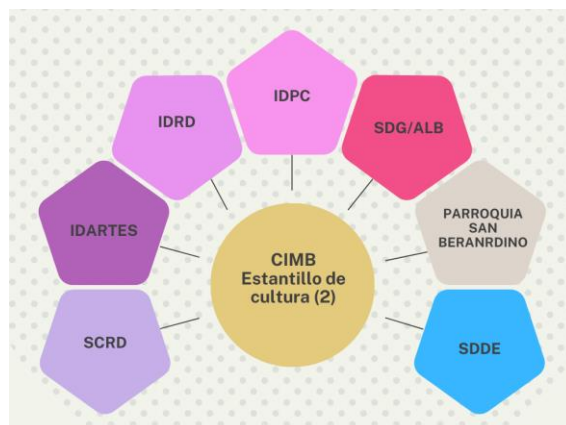 IDPC
IDRD
SDG/ALB
IDARTES
PARROQUIA
SAN
BERANRDINO
CIMB
Estantillo de
cultura (2)
SCRD
SDDE